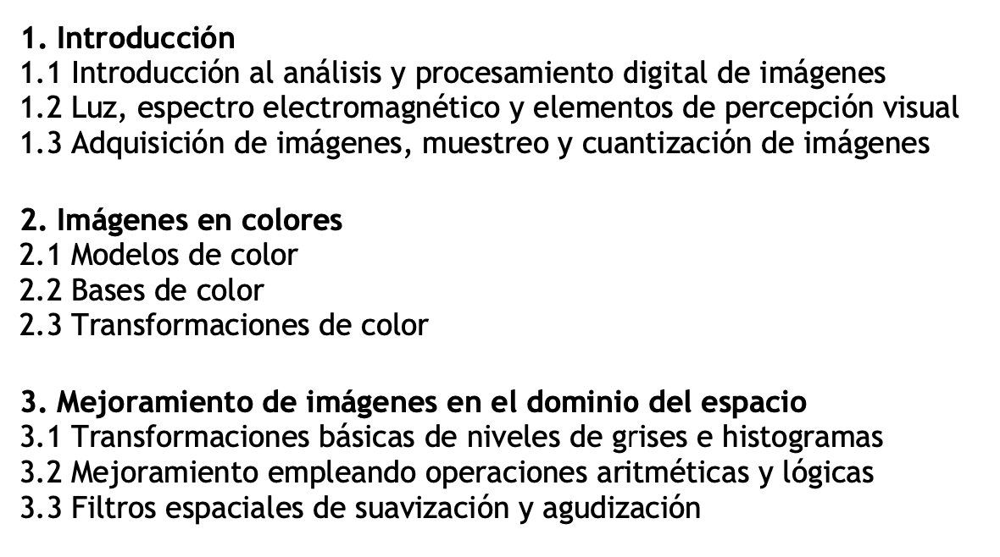 1. Introducción
1.1 Introducción al análisis y procesamiento digital de imágenes
1.2 Luz, espectro electromagnético y elementos de percepción visual
1.3 Adquisición de imágenes, muestreo y cuantización de imágenes
2. Imágenes en colores
2.1 Modelos de color
2.2 Bases de color
2.3 Transformaciones de color
3. Mejoramiento de imágenes en el dominio del espacio
3.1 Transformaciones básicas de niveles de grises e histogramas
3.2 Mejoramiento empleando operaciones aritméticas y lógicas
3.3 Filtros espaciales de suavización y agudización